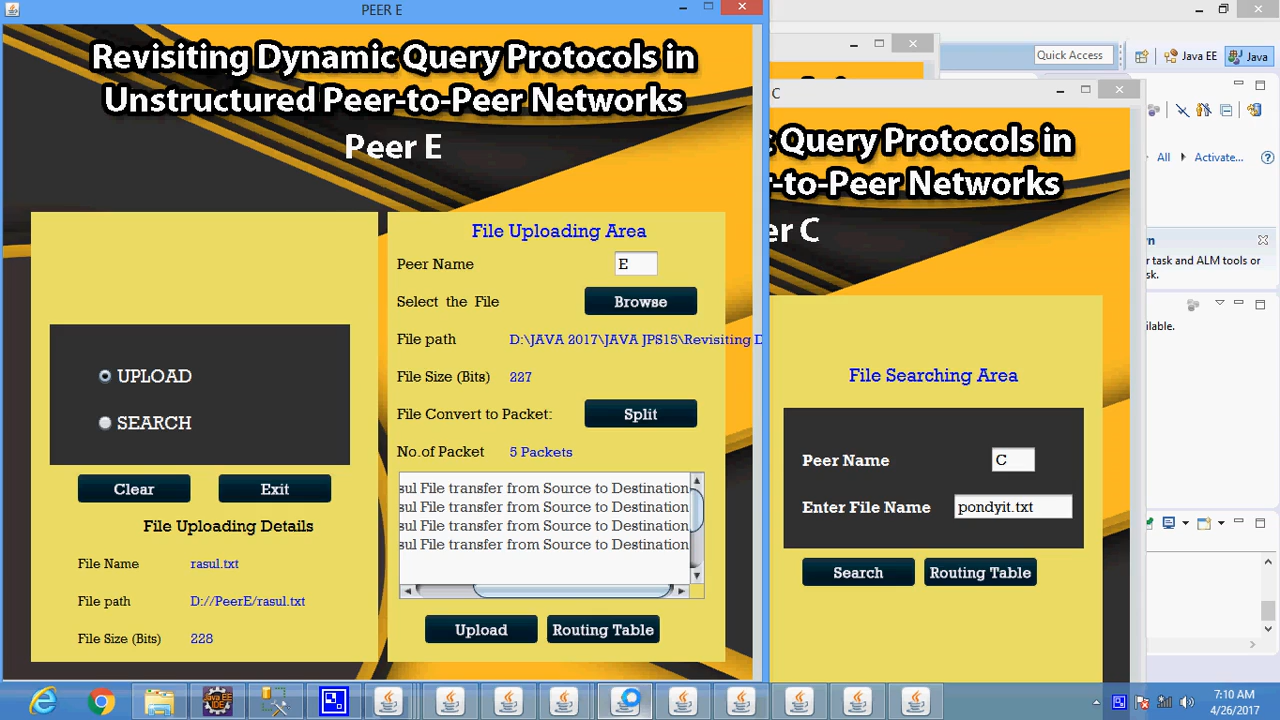 PEER E
Revisiting Dynamic Query Protocols in
Unstructured Peer-to-Peer Networks
Peer E
UPLOAD
SEARCH
Clear
Exit
File Uploading Details
File Name
rasul.txt
File path
D://PeerE/rasul.txt
File Size (Bits)
228
File Uploading Area
Peer Name
E
Select the File
Browse
File path
D:\JAVA 2017\JAVA JPS15\Revisiting D
File Size (Bits)
227
File Convert to Packet:
Split
No.of Packet
5 Packets
sul File transfer from Source to Destination
sul File transfer from Source to Destination
sul File transfer from Source to Destination
sul File transfer from Source to Destination
Upload
Routing Table
C
c Query Protocols in
-to-Peer Networks
er C
File Searching Area
Peer Name
C
Enter File Name
pondyit.txt
Search
Routing Table
Quick Access
Java EE
Java
All
Activate...
n
task and ALM tools or
sk.
ilable.
Java EE
IDE
7:10 AM
4/26/2017